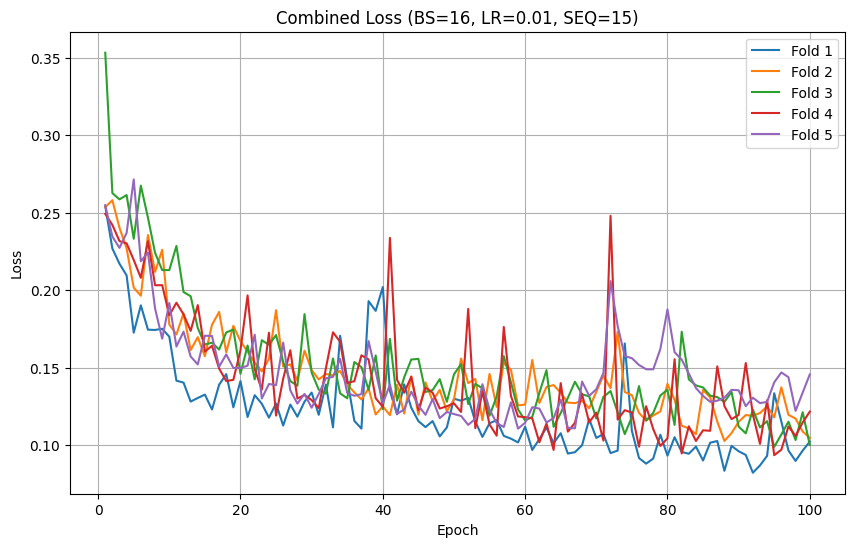 Combined Loss (BS=16, LR=0.01, SEQ=15)
Loss
0.35
0.30
0.25
0.20
0.15
0.10
Fold 1
Fold 2
Fold 3
Fold 4
Fold 5
0 20 40 60 80 100
Epoch